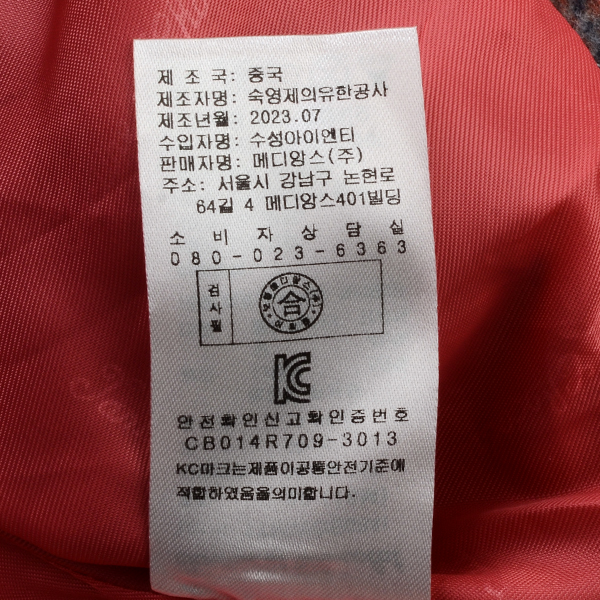 제 조 국: 중국
제조자명: 숙영제의유한공사
제조년월: 2023.07
수입자명: 수성아이엔티
판매자명: 메디앙스(주)
주소: 서울시 강남구 논현로
64길 4 메디앙스401빌딩
소 비 자 상 담 실
080-023-6363
검사필
合
KC
안전확인신고확인증번호
CB014R709-3013
KC마크는제품이공통안전기준에
적합하였음을의미합니다.